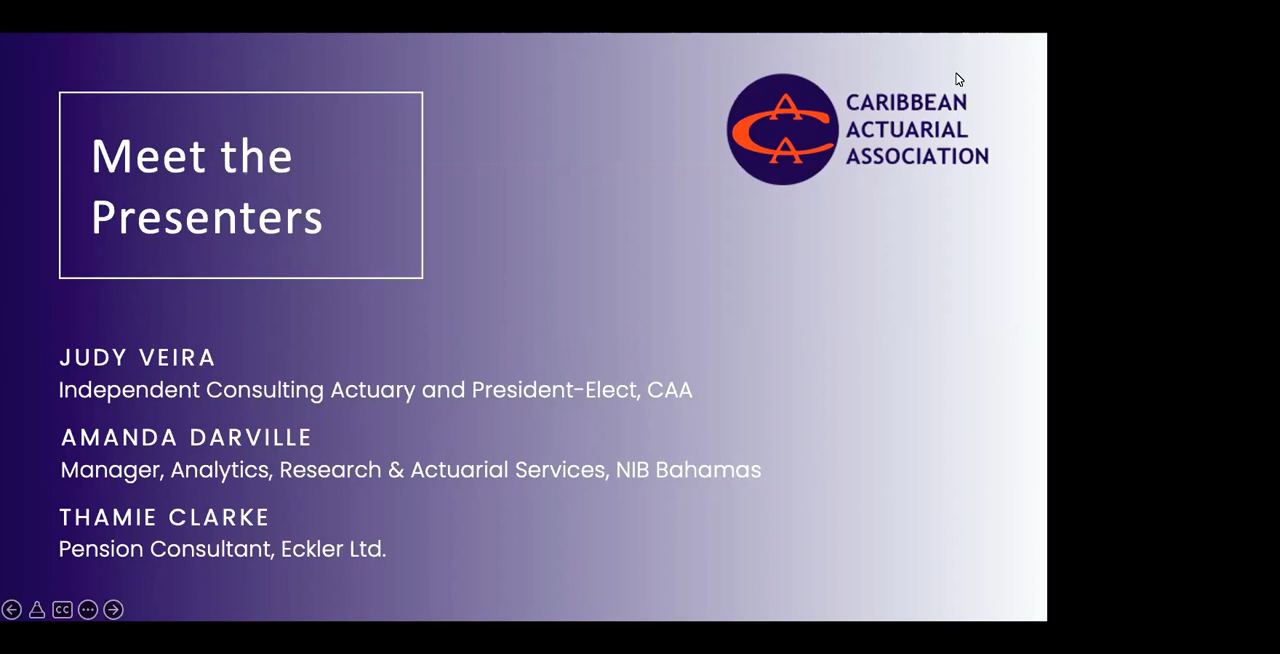 Meet the
Presenters
CARIBBEAN
ACTUARIAL
ASSOCIATION
JUDY VEIRA
Independent Consulting Actuary and President-Elect, CAA
AMANDA DARVILLE
Manager, Analytics, Research & Actuarial Services, NIB Bahamas
THAMIE CLARKE
Pension Consultant, Eckler Ltd.
CC